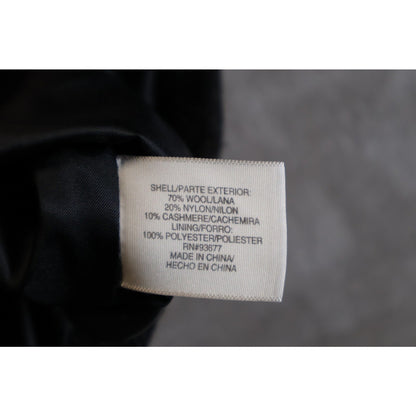 SHELL/PARTE EXTERIOR:
70% WOOL/LANA
20% NYLON/NILON
10% CASHMERE/CACHEMIRA
LINING/FORRO:
100% POLYESTER/POLIESTER
RN#93677
MADE IN CHINA/
HECHO EN CHINA